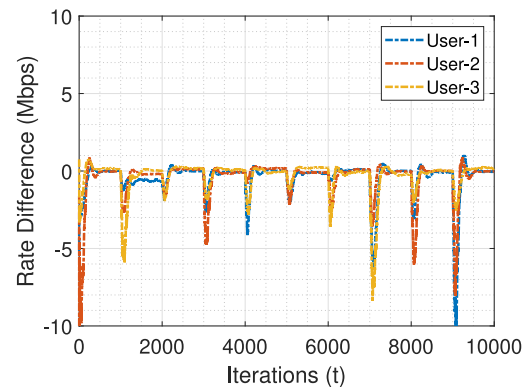 10
5
0
-5
-10
Rate Difference (Mbps)
User-1
User-2
User-3
0 2000 4000 6000 8000 10000
Iterations (t)